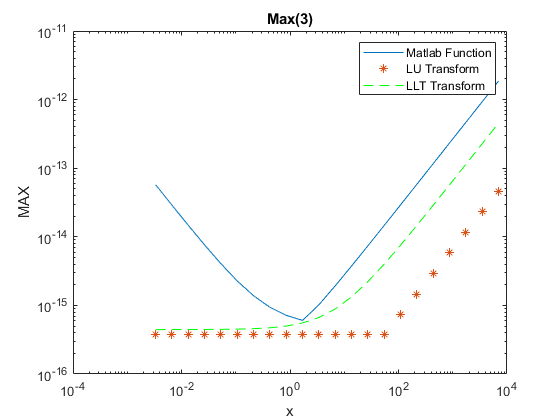 Max(3)
10^-11
Matlab Function
LU Transform
LLT Transform
10^-12
10^-13
MAX
10^-14
10^-15
10^-16
10^-4
10^-2
10^0
10^2
10^4
x